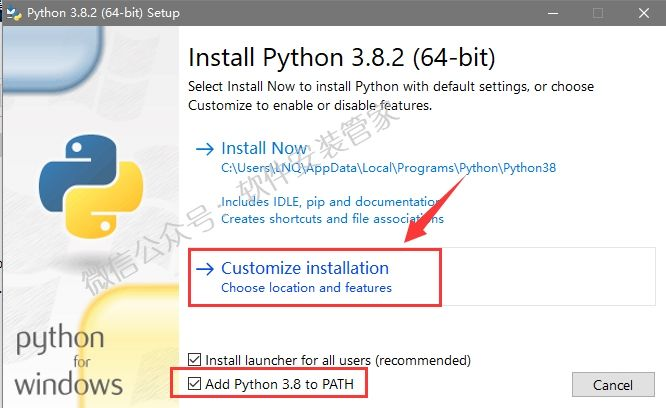 Python 3.8.2 (64-bit) Setup
Install Python 3.8.2 (64-bit)
Select Install Now to install Python with default settings, or choose
Customize to enable or disable features.
Install Now
C:\Users\LNQ\AppData\Local\Programs\Python\Python38
Includes IDLE, pip and documentation
Creates shortcuts and file associations
Customize installation
Choose location and features
Install launcher for all users (recommended)
Add Python 3.8 to PATH
Cancel
python
for
windows
微信公众号：软件安装管家